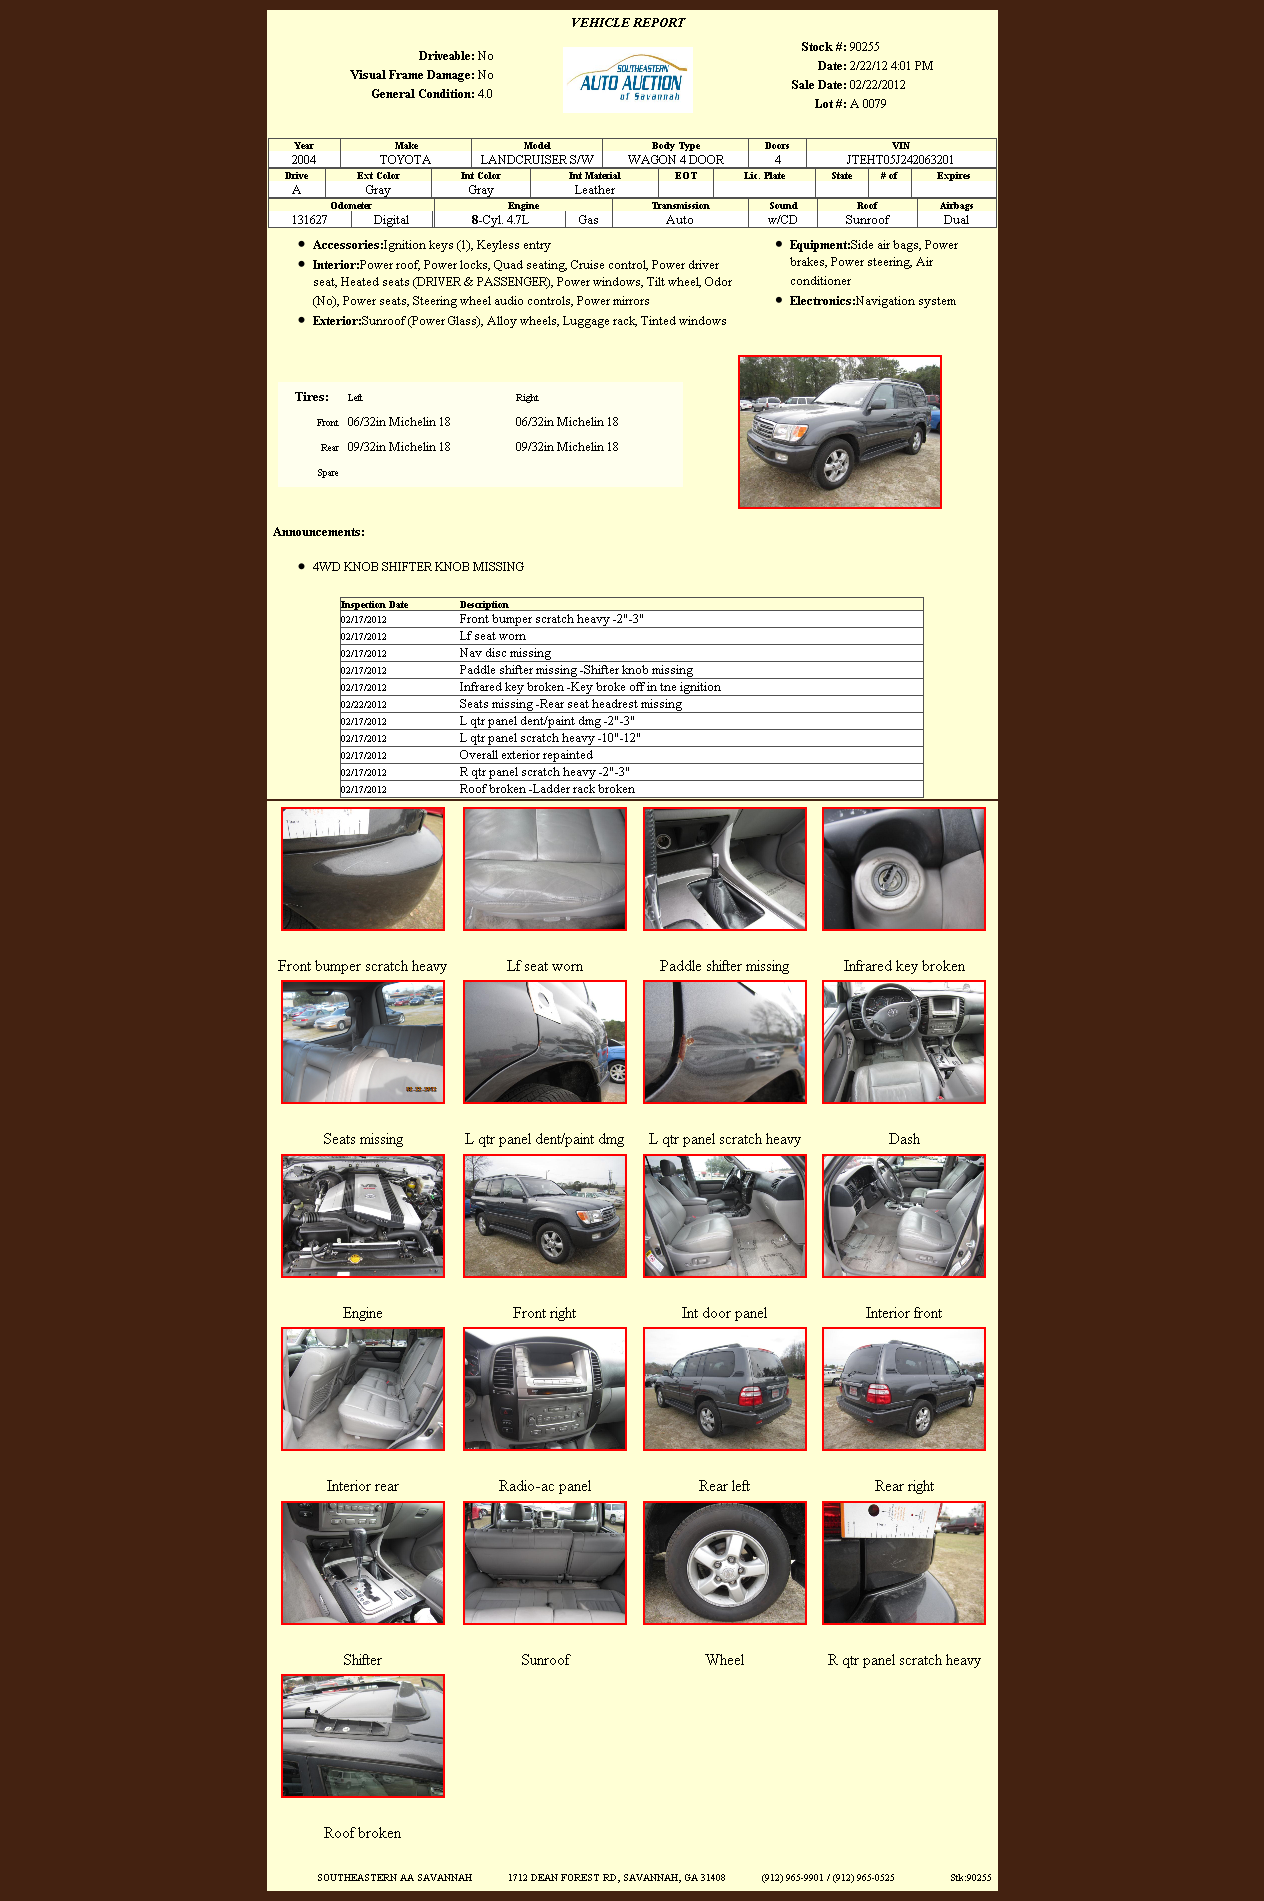 VEHICLE REPORT
Driveable: No
Visual Frame Damage: No
General Condition: 4.0
SOUTHEASTERN
AUTO AUCTION
of Savannah
Stock #: 90255
Date: 2/22/12 4:01 PM
Sale Date: 02/22/2012
Lot #: A 0079
Year Make Model Body Type Doors VIN
2004 TOYOTA LANDCRUISER S/W WAGON 4 DOOR 4 JTEHT05J242063201
Drive Ext Color Int Color Int Material EOT Lic. Plate State # of Expires
A Gray Gray Leather
Odometer Engine Transmission Sound Roof Airbags
131627 Digital 8-Cyl. 4.7L Gas Auto w/CD Sunroof Dual
Accessories:Ignition keys (1), Keyless entry
Interior:Power roof, Power locks, Quad seating, Cruise control, Power driver
seat, Heated seats (DRIVER & PASSENGER), Power windows, Tilt wheel, Odor
(No), Power seats, Steering wheel audio controls, Power mirrors
Exterior:Sunroof (Power Glass), Alloy wheels, Luggage rack, Tinted windows
Equipment:Side air bags, Power
brakes, Power steering, Air
conditioner
Electronics:Navigation system
Tires: Left Right
Front 06/32in Michelin 18 06/32in Michelin 18
Rear 09/32in Michelin 18 09/32in Michelin 18
Spare
Announcements:
4WD KNOB SHIFTER KNOB MISSING
Inspection Date Description
02/17/2012 Front bumper scratch heavy -2"-3"
02/17/2012 Lf seat worn
02/17/2012 Nav disc missing
02/17/2012 Paddle shifter missing -Shifter knob missing
02/17/2012 Infrared key broken -Key broke off in tne ignition
02/22/2012 Seats missing -Rear seat headrest missing
02/17/2012 L qtr panel dent/paint dmg -2"-3"
02/17/2012 L qtr panel scratch heavy -10"-12"
02/17/2012 Overall exterior repainted
02/17/2012 R qtr panel scratch heavy -2"-3"
02/17/2012 Roof broken -Ladder rack broken
Front bumper scratch heavy Lf seat worn Paddle shifter missing Infrared key broken
Seats missing L qtr panel dent/paint dmg L qtr panel scratch heavy Dash
Engine Front right Int door panel Interior front
Interior rear Radio-ac panel Rear left Rear right
Shifter Sunroof Wheel R qtr panel scratch heavy
Roof broken
SOUTHEASTERN AA SAVANNAH 1712 DEAN FOREST RD, SAVANNAH, GA 31408 (912) 965-9901 / (912) 965-0525 Stk:90255